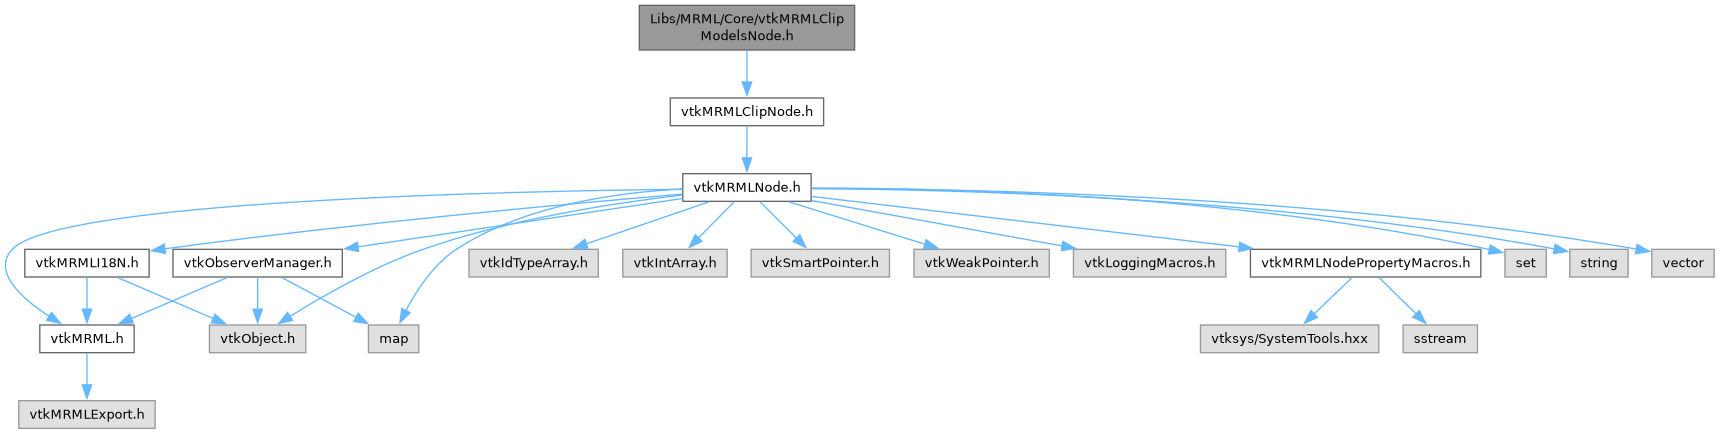 Libs/MRML/Core/vtkMRMLClip
ModelsNode.h
vtkMRMLClipNode.h
vtkMRMLNode.h
vtkMRMLI18N.h
vtkObserverManager.h
vtkIdTypeArray.h
vtkIntArray.h
vtkSmartPointer.h
vtkWeakPointer.h
vtkLoggingMacros.h
vtkMRMLNodePropertyMacros.h
set
string
vector
vtkMRML.h
vtkObject.h
map
vtksys/SystemTools.hxx
sstream
vtkMRMLExport.h